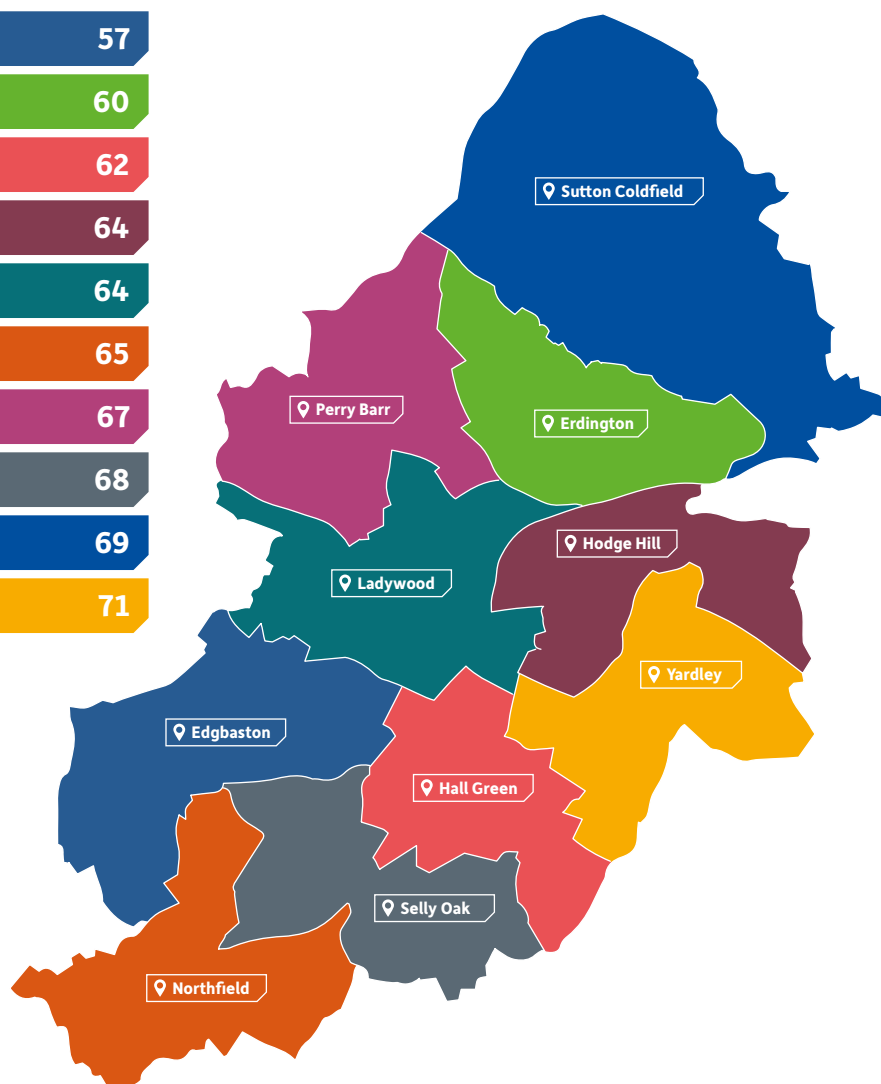 57
60
62
64
64
65
67
68
69
71
Sutton Coldfield
Perry Barr
Erdington
Hodge Hill
Ladywood
Yardley
Edgbaston
Hall Green
Selly Oak
Northfield